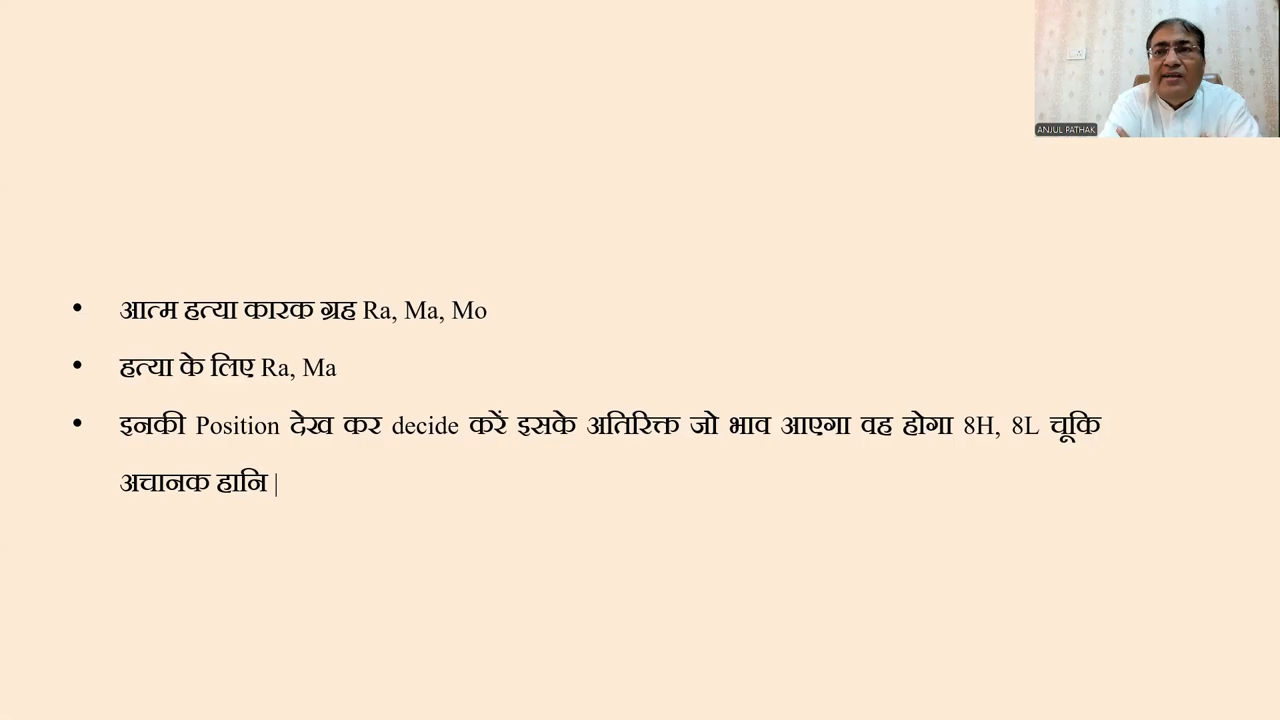 ANJUL PATHAK
• आत्म हत्या कारक ग्रह Ra, Ma, Mo
• हत्या के लिए Ra, Ma
• इनकी Position देख कर decide करें इसके अतिरिक्त जो भाव आएगा वह होगा 8H, 8L चूकि
अचानक हानि |